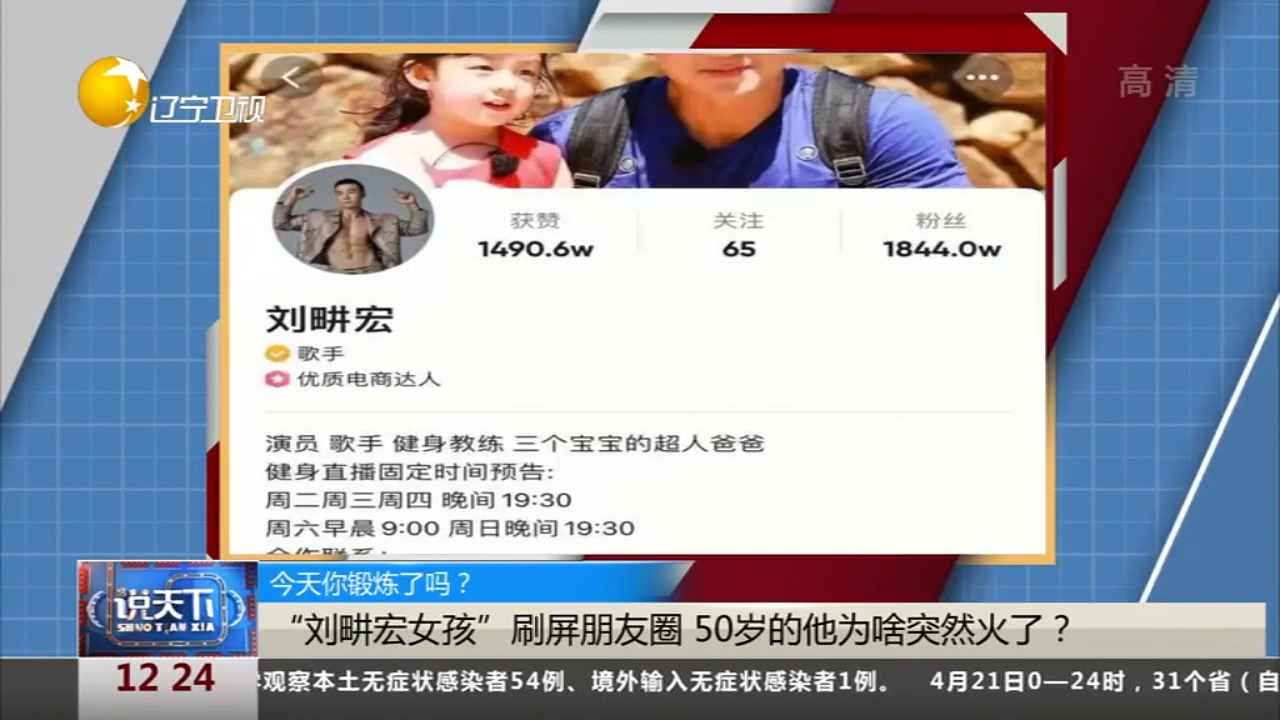 辽宁卫视
高清
获赞 关注 粉丝
1490.6w 65 1844.0w
刘畊宏
歌手
优质电商达人
演员 歌手 健身教练 三个宝宝的超人爸爸
健身直播固定时间预告:
周二周三周四 晚间 19:30
周六早晨 9:00 周日晚间 19:30
今天你锻炼了吗？
说天下
SHUO TIAN XIA
“刘畊宏女孩”刷屏朋友圈 50岁的他为啥突然火了？
12 24
观察本土无症状感染者54例、境外输入无症状感染者1例。 4月21日0—24时，31个省（自